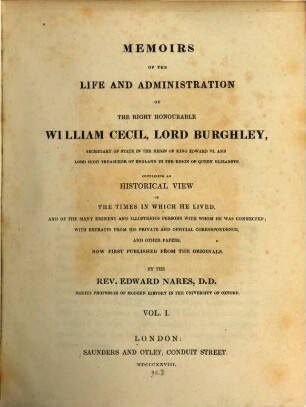 MEMOIRS
OF THE
LIFE AND ADMINISTRATION
OF
THE RIGHT HONOURABLE
WILLIAM CECIL, LORD BURGHLEY,
SECRETARY OF STATE IN THE REIGN OF KING EDWARD VI. AND
LORD HIGH TREASURER OF ENGLAND IN THE REIGN OF QUEEN ELIZABETH.
CONTAINING AN
HISTORICAL VIEW
OF
THE TIMES IN WHICH HE LIVED,
AND OF THE MANY EMINENT AND ILLUSTRIOUS PERSONS WITH WHOM HE WAS CONNECTED;
WITH EXTRACTS FROM HIS PRIVATE AND OFFICIAL CORRESPONDENCE,
AND OTHER PAPERS,
NOW FIRST PUBLISHED FROM THE ORIGINALS.
BY THE
REV. EDWARD NARES, D.D.
REGIUS PROFESSOR OF MODERN HISTORY IN THE UNIVERSITY OF OXFORD.
VOL. I.
LONDON:
SAUNDERS AND OTLEY, CONDUIT STREET.
MDCCCXXVIII.